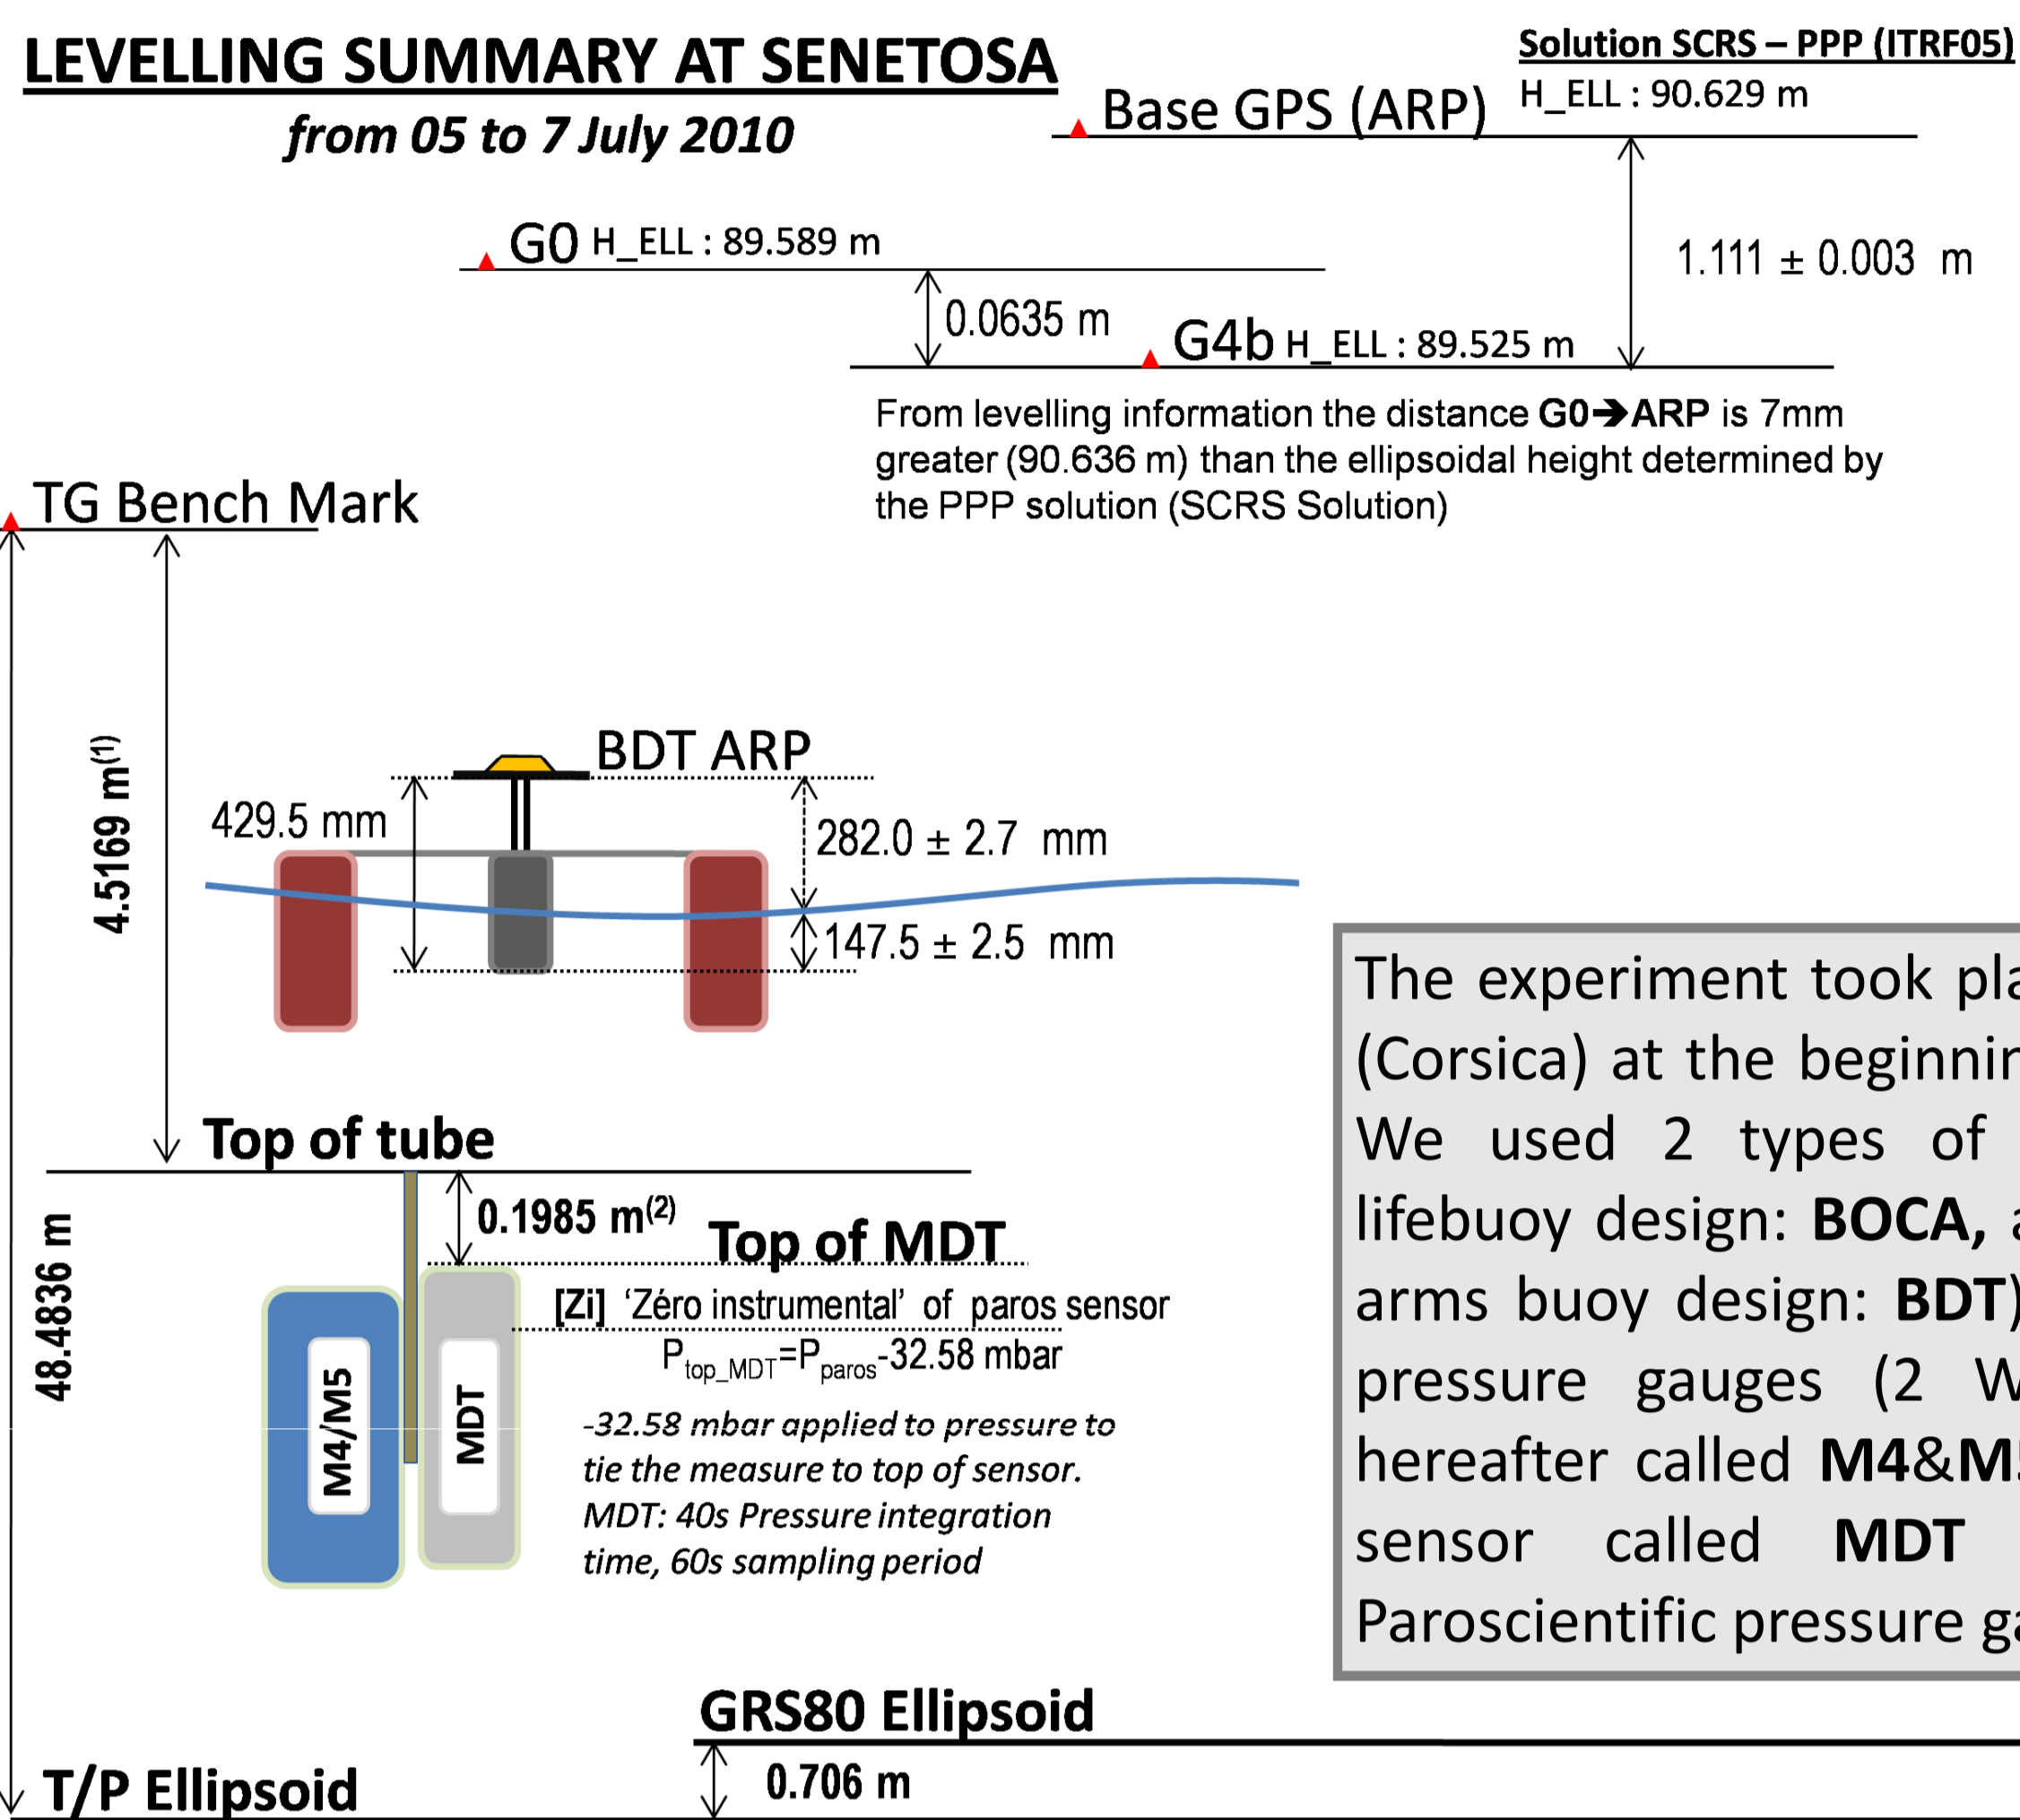 LEVELLING SUMMARY AT SENETOSA
from 05 to 7 July 2010
Solution SCRS – PPP (ITRF05)
H_ELL : 90.629 m
Base GPS (ARP)
G0 H_ELL : 89.589 m
1.111 ± 0.003 m
0.0635 m
G4b H_ELL : 89.525 m
From levelling information the distance G0➔ARP is 7mm
greater (90.636 m) than the ellipsoidal height determined by
the PPP solution (SCRS Solution)
TG Bench Mark
4.5169 m(1)
BDT ARP
429.5 mm
282.0 ± 2.7 mm
147.5 ± 2.5 mm
Top of tube
0.1985 m(2)
Top of MDT
[Zi] ‘Zéro instrumental’ of paros sensor
Ptop_MDT=Pparos-32.58 mbar
-32.58 mbar applied to pressure to
tie the measure to top of sensor.
MDT: 40s Pressure integration
time, 60s sampling period
M4/M5
MDT
48.4836 m
The experiment took
(Corsica) at the
We used 2 types of
lifebuoy design: BOCA,
arms buoy design: BDT)
pressure gauges (2
hereafter called M4&
sensor called MDT
Paroscientific pressure
GRS80 Ellipsoid
0.706 m
T/P Ellipsoid